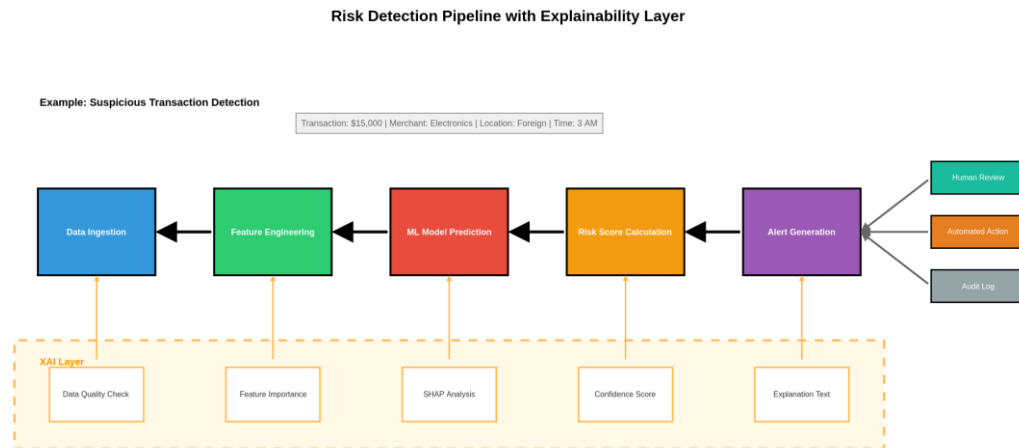 Risk Detection Pipeline with Explainability Layer
Example: Suspicious Transaction Detection
Transaction: $15,000 | Merchant: Electronics | Location: Foreign | Time: 3 AM
Human Review
Data Ingestion
Feature Engineering
ML Model Prediction
Risk Score Calculation
Alert Generation
Automated Action
Audit Log
XAI Layer
Data Quality Check
Feature Importance
SHAP Analysis
Confidence Score
Explanation Text